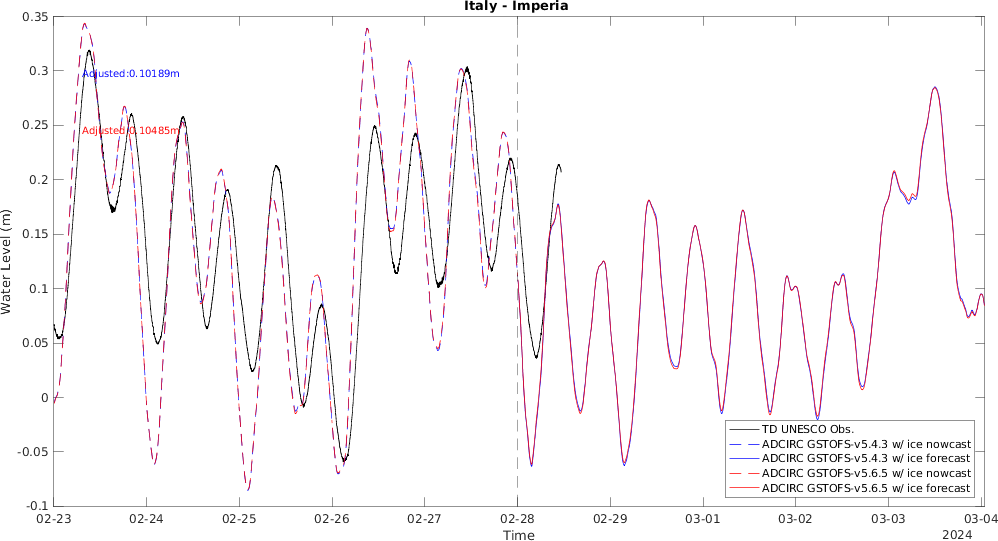 Italy - Imperia
0.35
0.3
0.25
0.2
0.15
0.1
0.05
0
-0.05
-0.1
Water Level (m)
Adjusted:0.10189m
Adjusted:0.10485m
TD UNESCO Obs.
ADCIRC GSTOFS-v5.4.3 w/ ice nowcast
ADCIRC GSTOFS-v5.4.3 w/ ice forecast
ADCIRC GSTOFS-v5.6.5 w/ ice nowcast
ADCIRC GSTOFS-v5.6.5 w/ ice forecast
02-23 02-24 02-25 02-26 02-27 02-28 02-29 03-01 03-02 03-03 03-04
Time
2024